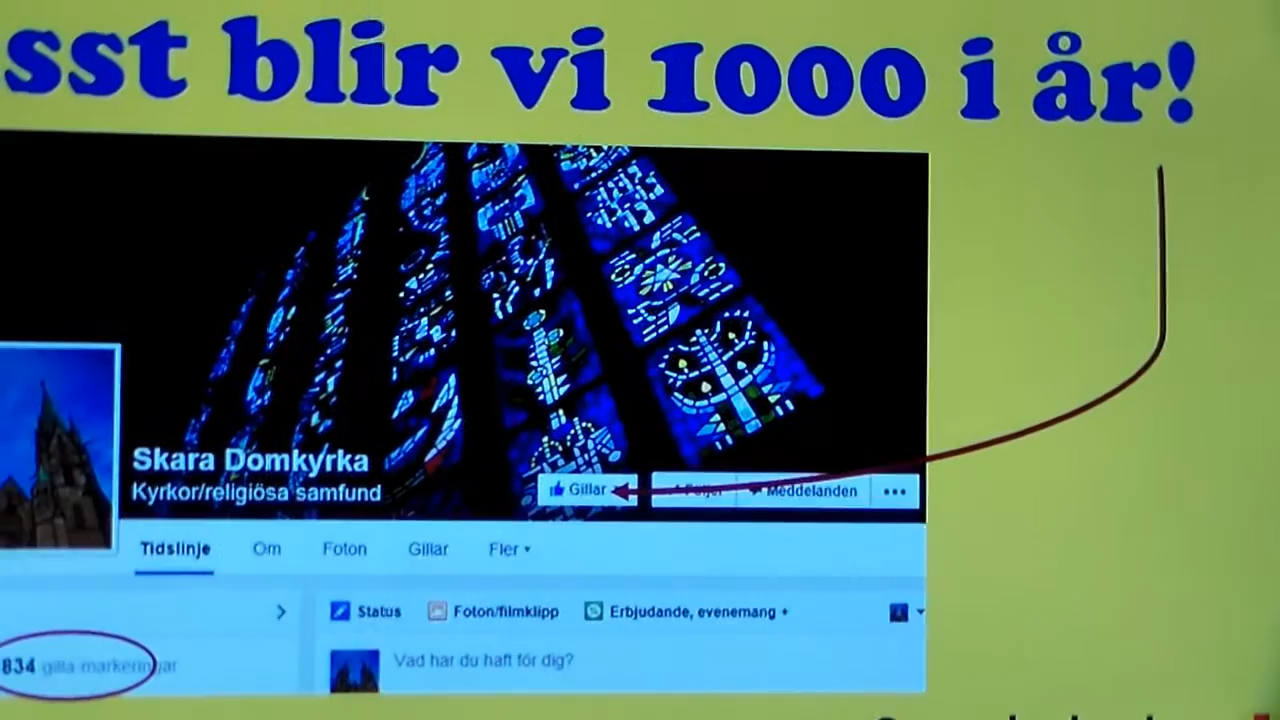 sst blir vi 1000 i år!
Skara Domkyrka
Kyrkor/religiösa samfund
Gillar
Följer
Meddelanden
Tidslinje
Om
Foton
Gillar
Fler
Status
Foton/filmklipp
Erbjudande, evenemang +
834 gilla-markeringar
Vad har du haft för dig?